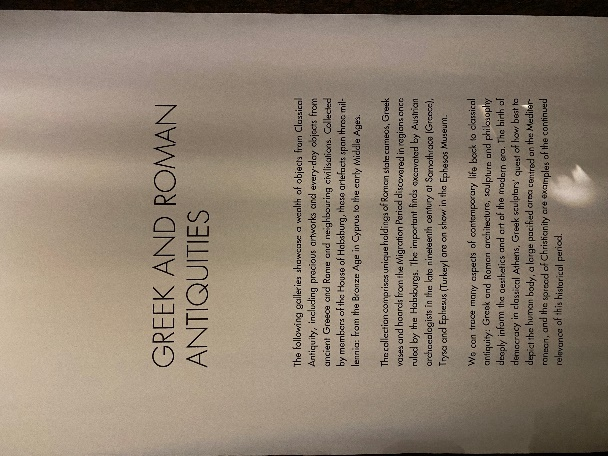 GREEK AND ROMAN
ANTIQUITIES
The following galleries showcase a wealth of objects from Classical
Antiquity, including precious artworks and every-day objects from
ancient Greece and Rome and neighbouring civilisations. Collected
by members of the House of Habsburg, these artefacts span three mil-
lennia: from the Bronze Age in Cyprus to the early Middle Ages.
The collection comprises unique holdings of Roman state cameos, Greek
vases and hoards from the Migration Period discovered in regions once
ruled by the Habsburgs. The important finds excavated by Austrian
archaeologists in the late nineteenth century at Samothrace (Greece),
Trysa and Ephesus (Turkey) are on show in the Ephesos Museum.
We can trace many aspects of contemporary life back to classical
antiquity: Greek and Roman architecture, sculpture and philosophy
deeply inform the aesthetics and art of the modern era. The birth of
democracy in classical Athens, Greek sculptors' quest of how best to
depict the human body, a large pacified area centred on the Mediter-
ranean, and the spread of Christianity are examples of the continued
relevance of this historical period.